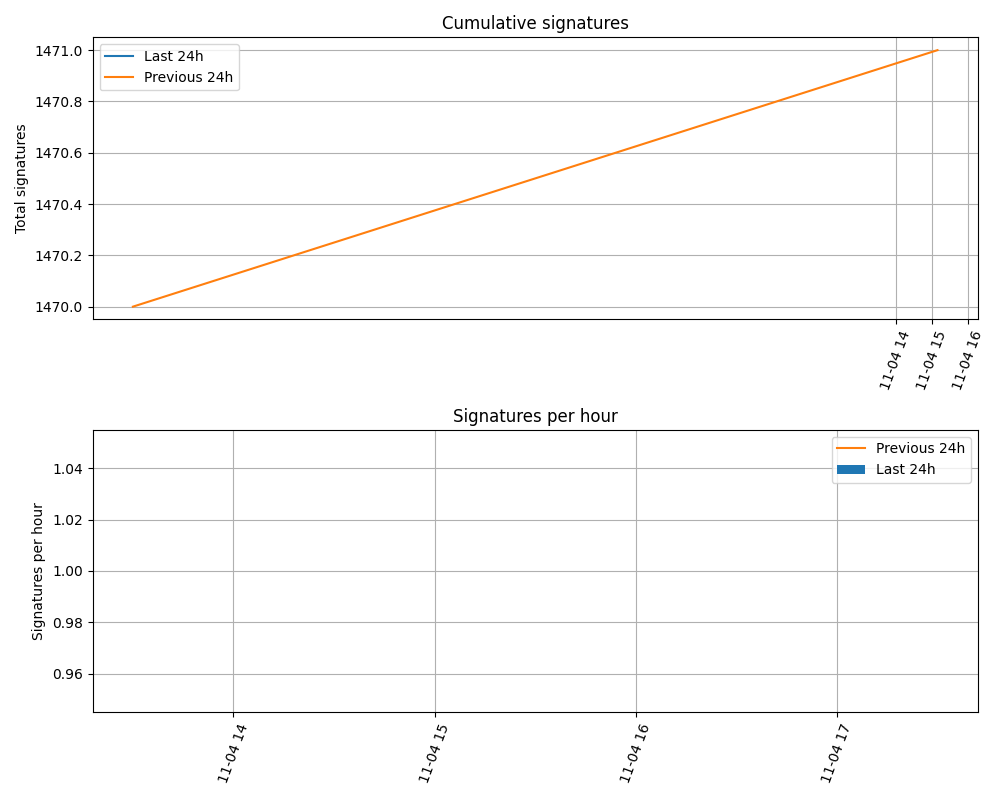 Cumulative signatures
Last 24h
Previous 24h
Total signatures
1471.0
1470.8
1470.6
1470.4
1470.2
1470.0
11-04 14
11-04 15
11-04 16
Signatures per hour
Previous 24h
Last 24h
Signatures per hour
1.04
1.02
1.00
0.98
0.96
11-04 14
11-04 15
11-04 16
11-04 17